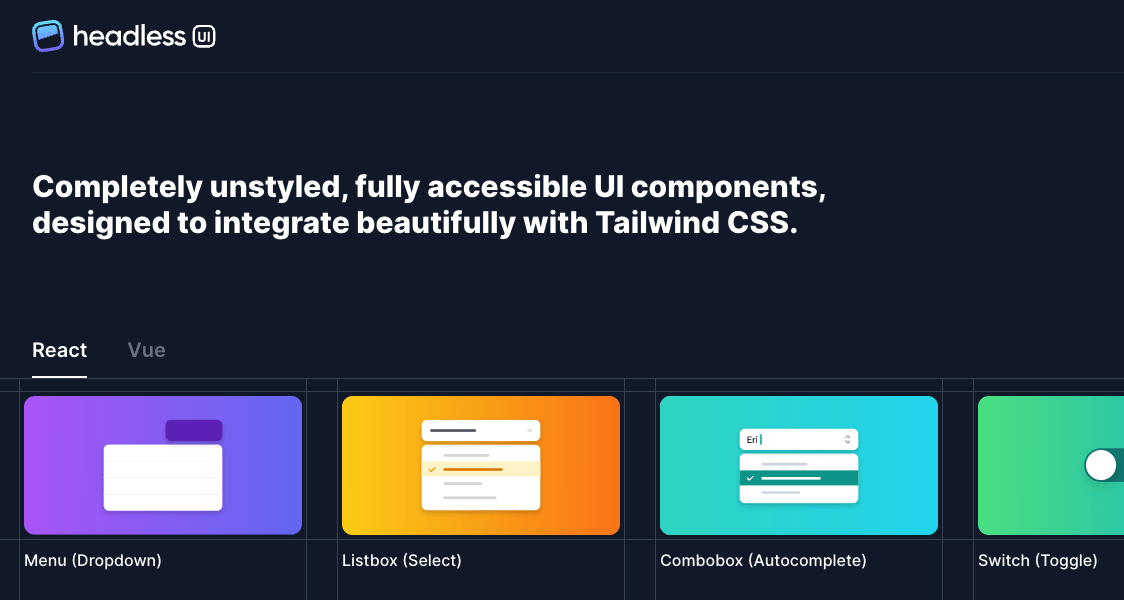 headless UI
Completely unstyled, fully accessible UI components,
designed to integrate beautifully with Tailwind CSS.
React Vue
Eri
Menu (Dropdown) Listbox (Select) Combobox (Autocomplete) Switch (Toggle)